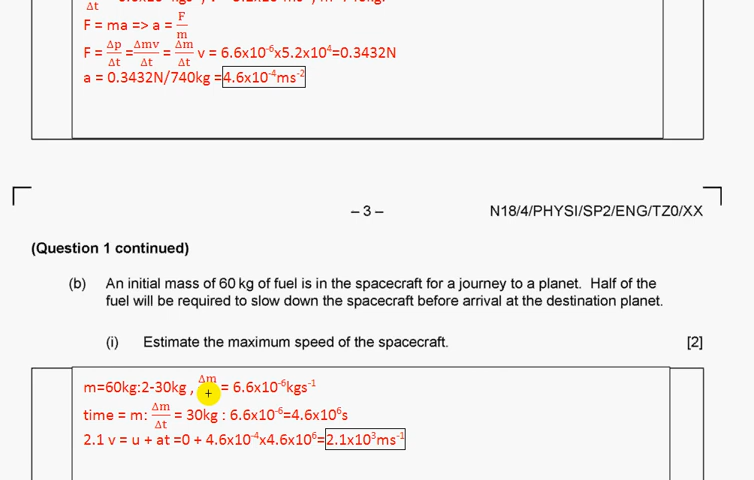 Δt
F = ma => a = F/m
F = Δp/Δt = Δmv/Δt = Δm/Δt v = 6.6x10⁻⁶x5.2x10⁴=0.3432N
a = 0.3432N/740kg =4.6x10⁻⁴ms⁻²
– 3 –
N18/4/PHYSI/SP2/ENG/TZ0/XX
(Question 1 continued)
(b) An initial mass of 60 kg of fuel is in the spacecraft for a journey to a planet. Half of the
fuel will be required to slow down the spacecraft before arrival at the destination planet.
(i) Estimate the maximum speed of the spacecraft. [2]
m=60kg:2-30kg , Δm = 6.6x10⁻⁶kgs⁻¹
time = m: Δm/Δt = 30kg : 6.6x10⁻⁶=4.6x10⁶s
2.1 v = u + at =0 + 4.6x10⁻⁴x4.6x10⁶=2.1x10³ms⁻¹